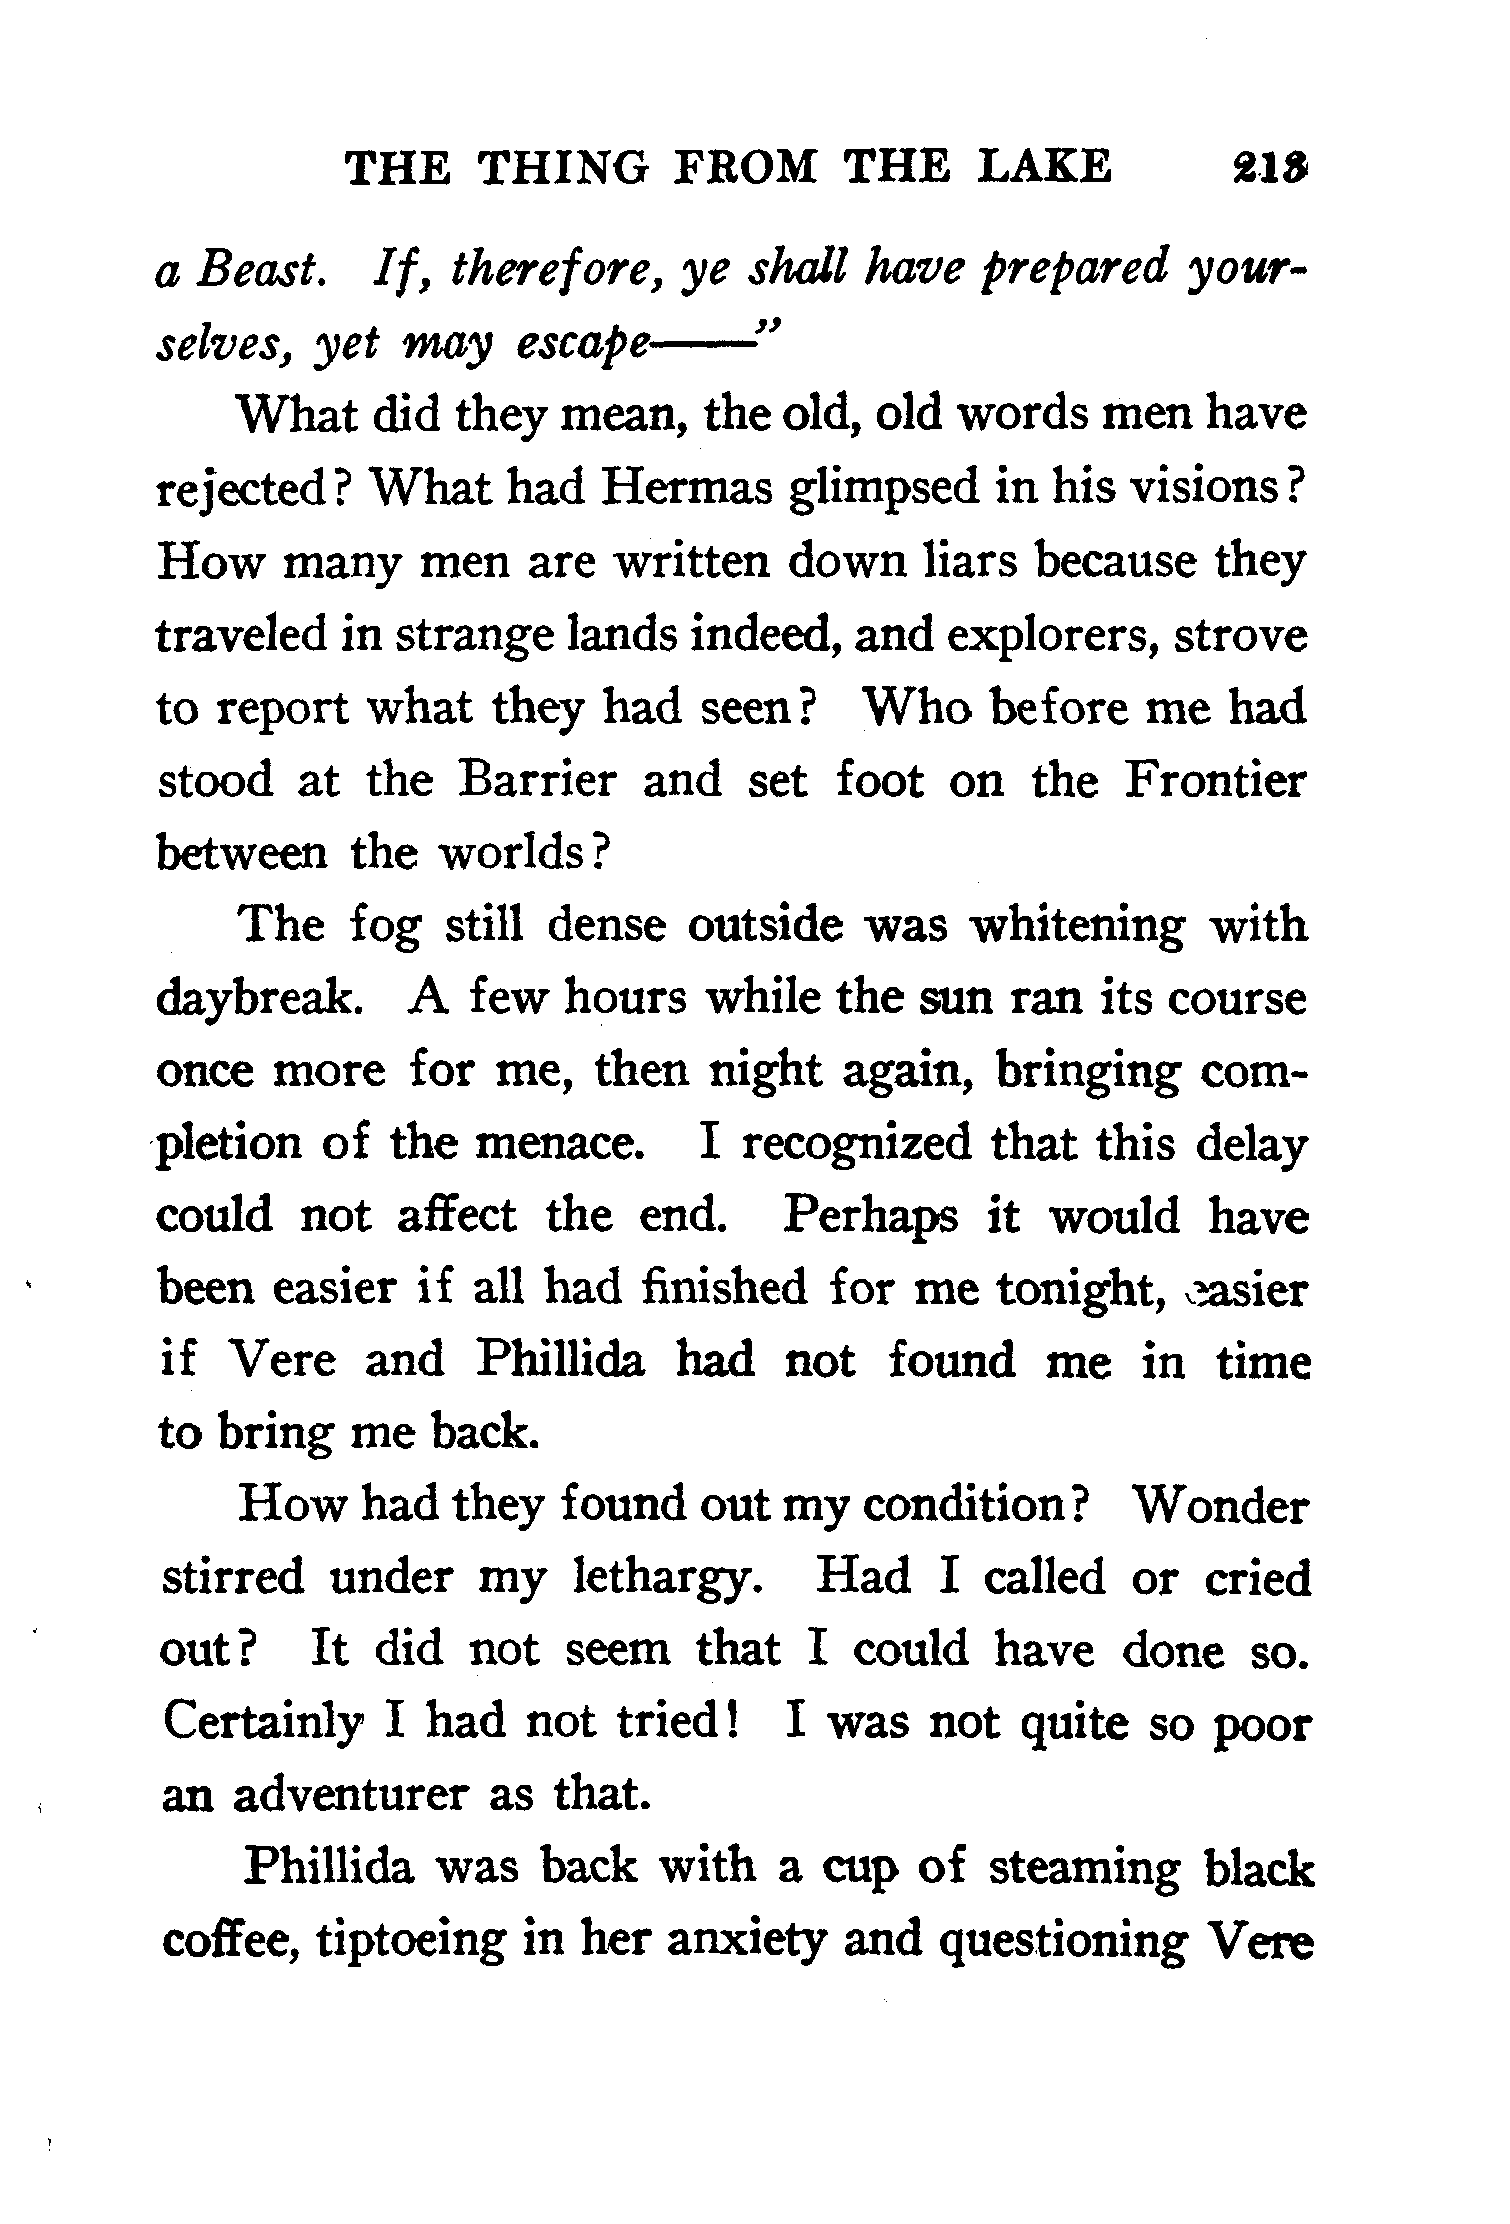 THE THING FROM THE LAKE 213
a Beast. If, therefore, ye shall have prepared your-
selves, yet may escape——"
What did they mean, the old, old words men have
rejected? What had Hermas glimpsed in his visions?
How many men are written down liars because they
traveled in strange lands indeed, and explorers, strove
to report what they had seen? Who before me had
stood at the Barrier and set foot on the Frontier
between the worlds?
The fog still dense outside was whitening with
daybreak. A few hours while the sun ran its course
once more for me, then night again, bringing com-
pletion of the menace. I recognized that this delay
could not affect the end. Perhaps it would have
been easier if all had finished for me tonight, easier
if Vere and Phillida had not found me in time
to bring me back.
How had they found out my condition? Wonder
stirred under my lethargy. Had I called or cried
out? It did not seem that I could have done so.
Certainly I had not tried! I was not quite so poor
an adventurer as that.
Phillida was back with a cup of steaming black
coffee, tiptoeing in her anxiety and questioning Vere